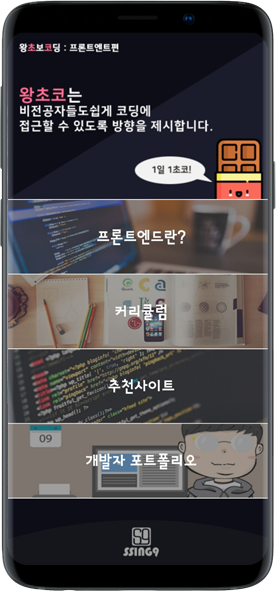 왕초보코딩 : 프론트엔트편
왕초코는
비전공자들도쉽게 코딩에
접근할 수 있도록 방향을 제시합니다.
1일 1초코!
프론트엔드란?
커리큘럼
추천사이트
09
개발자 포트폴리오
SSING9